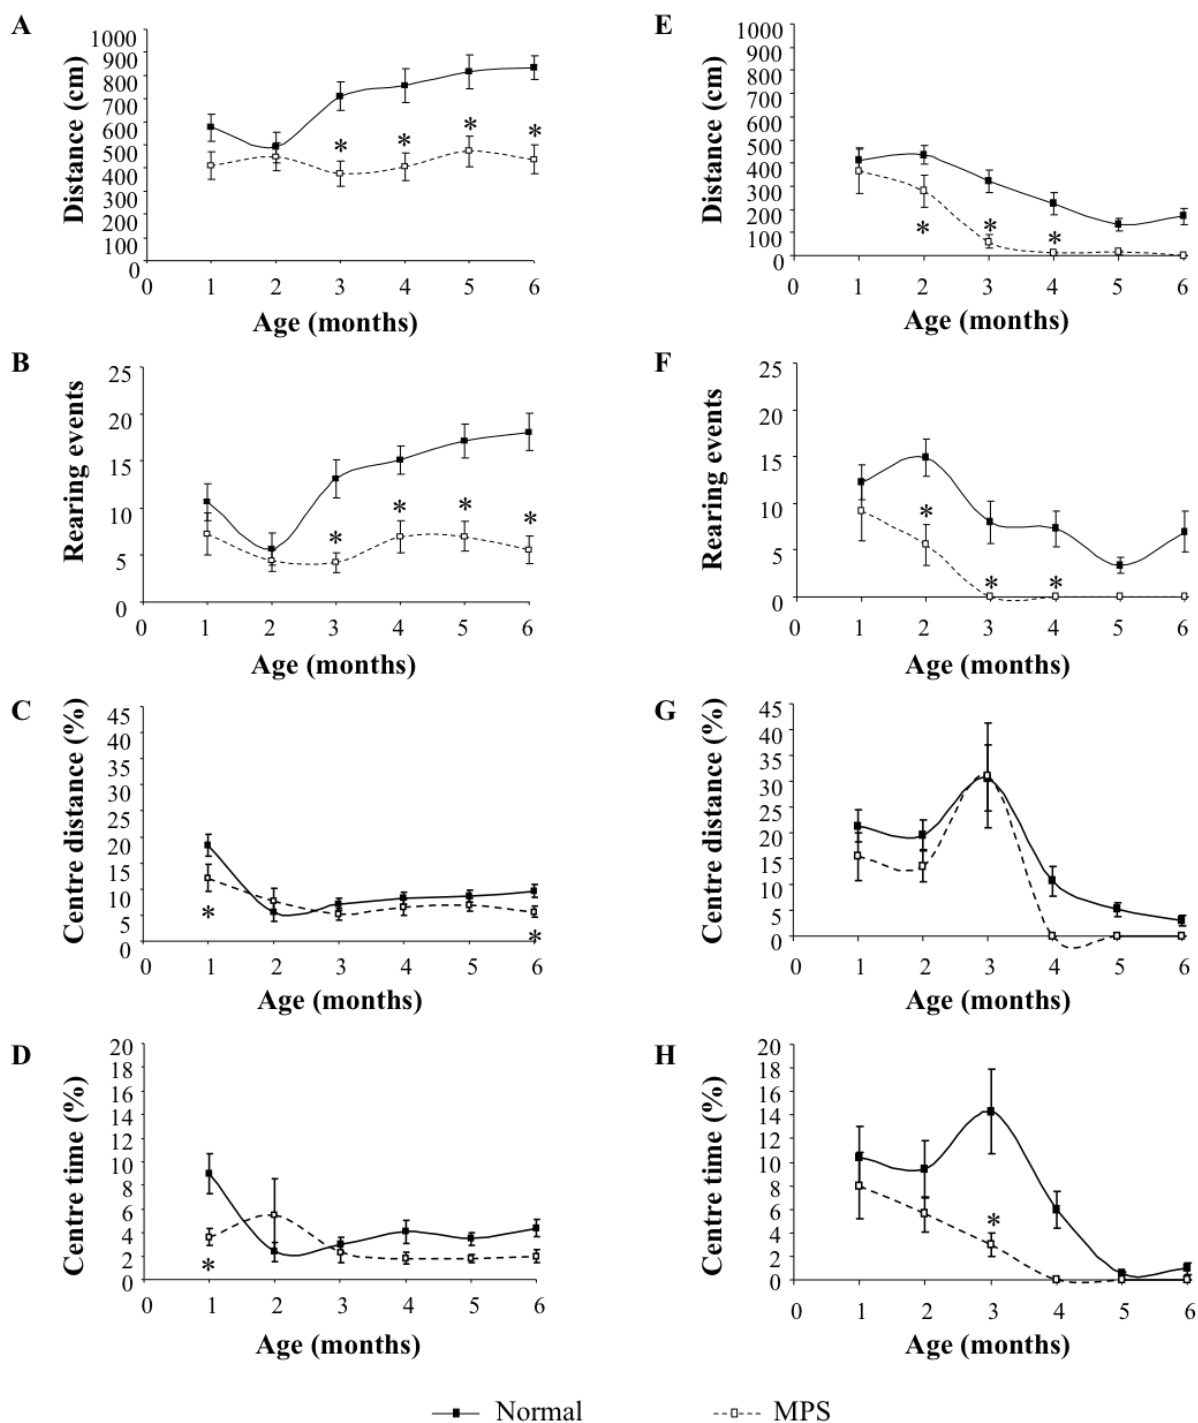 A
Distance (cm)
1000
900
800
700
600
500
400
300
200
100
0
* * * *
0 1 2 3 4 5 6
Age (months)
E
Distance (cm)
1000
900
800
700
600
500
400
300
200
100
0
* * *
0 1 2 3 4 5 6
Age (months)
B
Rearing events
25
20
15
10
5
0
* * * *
0 1 2 3 4 5 6
Age (months)
F
Rearing events
25
20
15
10
5
0
* * *
0 1 2 3 4 5 6
Age (months)
C
Centre distance (%)
45
40
35
30
25
20
15
10
5
0
* *
0 1 2 3 4 5 6
Age (months)
G
Centre distance (%)
45
40
35
30
25
20
15
10
5
0
0 1 2 3 4 5 6
Age (months)
D
Centre time (%)
20
18
16
14
12
10
8
6
4
2
0
*
0 1 2 3 4 5 6
Age (months)
H
Centre time (%)
20
18
16
14
12
10
8
6
4
2
0
*
0 1 2 3 4 5 6
Age (months)
Normal MPS